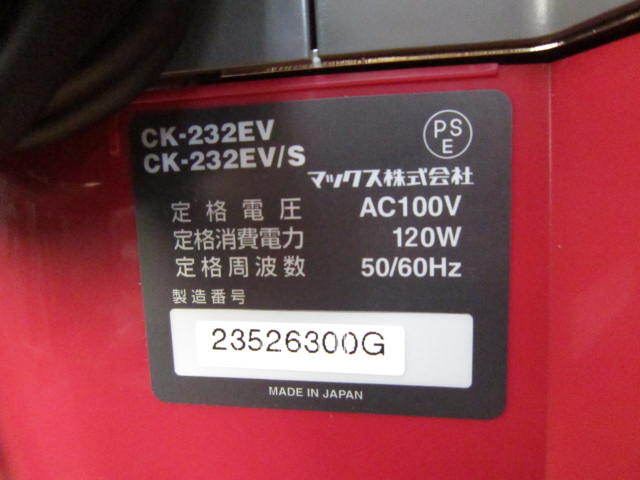 CK-232EV
CK-232EV/S
PS
E
マックス株式会社
定格電圧 AC100V
定格消費電力 120W
定格周波数 50/60Hz
製造番号
23526300G
MADE IN JAPAN